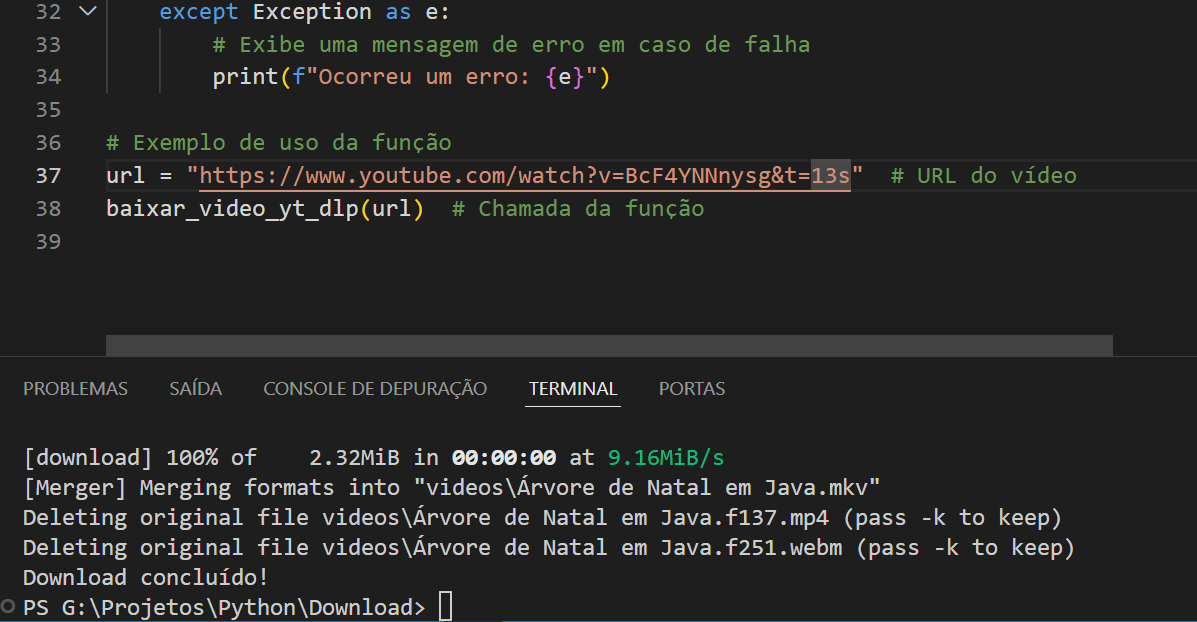 32 except Exception as e:
33 # Exibe uma mensagem de erro em caso de falha
34 print(f"Ocorreu um erro: {e}")
35
36 # Exemplo de uso da função
37 url = "https://www.youtube.com/watch?v=BcF4YNNnysg&t=13s" # URL do vídeo
38 baixar_video_yt_dlp(url) # Chamada da função
39
PROBLEMAS SAÍDA CONSOLE DE DEPURAÇÃO TERMINAL PORTAS
[download] 100% of 2.32MiB in 00:00:00 at 9.16MiB/s
[Merger] Merging formats into "videos\Árvore de Natal em Java.mkv"
Deleting original file videos\Árvore de Natal em Java.f137.mp4 (pass -k to keep)
Deleting original file videos\Árvore de Natal em Java.f251.webm (pass -k to keep)
Download concluído!
PS G:\Projetos\Python\Download>